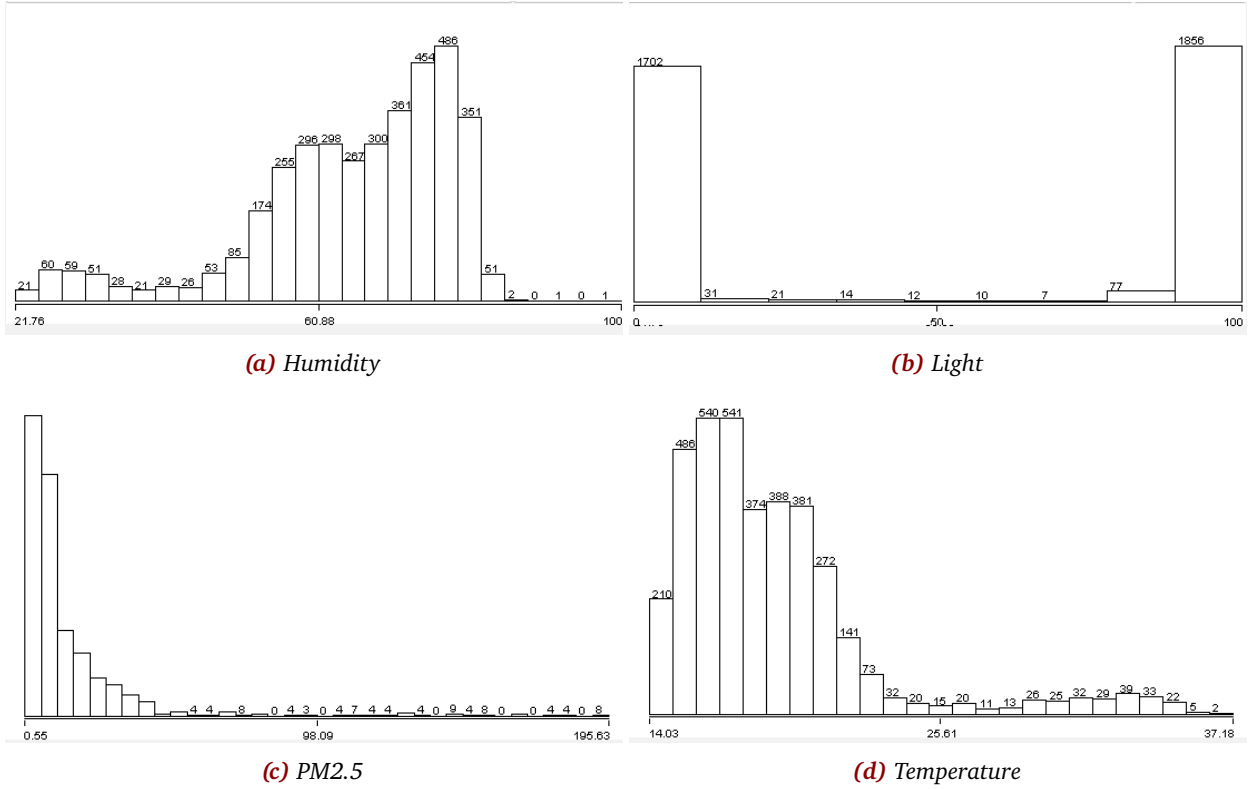 21 60 59 51 28 21 29 26 53 85 174 255 296 298 267 300 361 454 486 351 51 2 0 1 0 1
21.76 60.88 100
(a) Humidity
1702 31 21 14 12 10 7 77 1856
100
(b) Light
4 4 8 0 4 3 0 4 7 4 4 4 0 9 4 8 0 0 4 4 0 8
0.55 98.09 195.63
(c) PM2.5
210 486 540 541 374 388 381 272 141 73 32 20 15 20 11 13 26 25 32 29 39 33 22 5 2
14.03 25.61 37.18
(d) Temperature